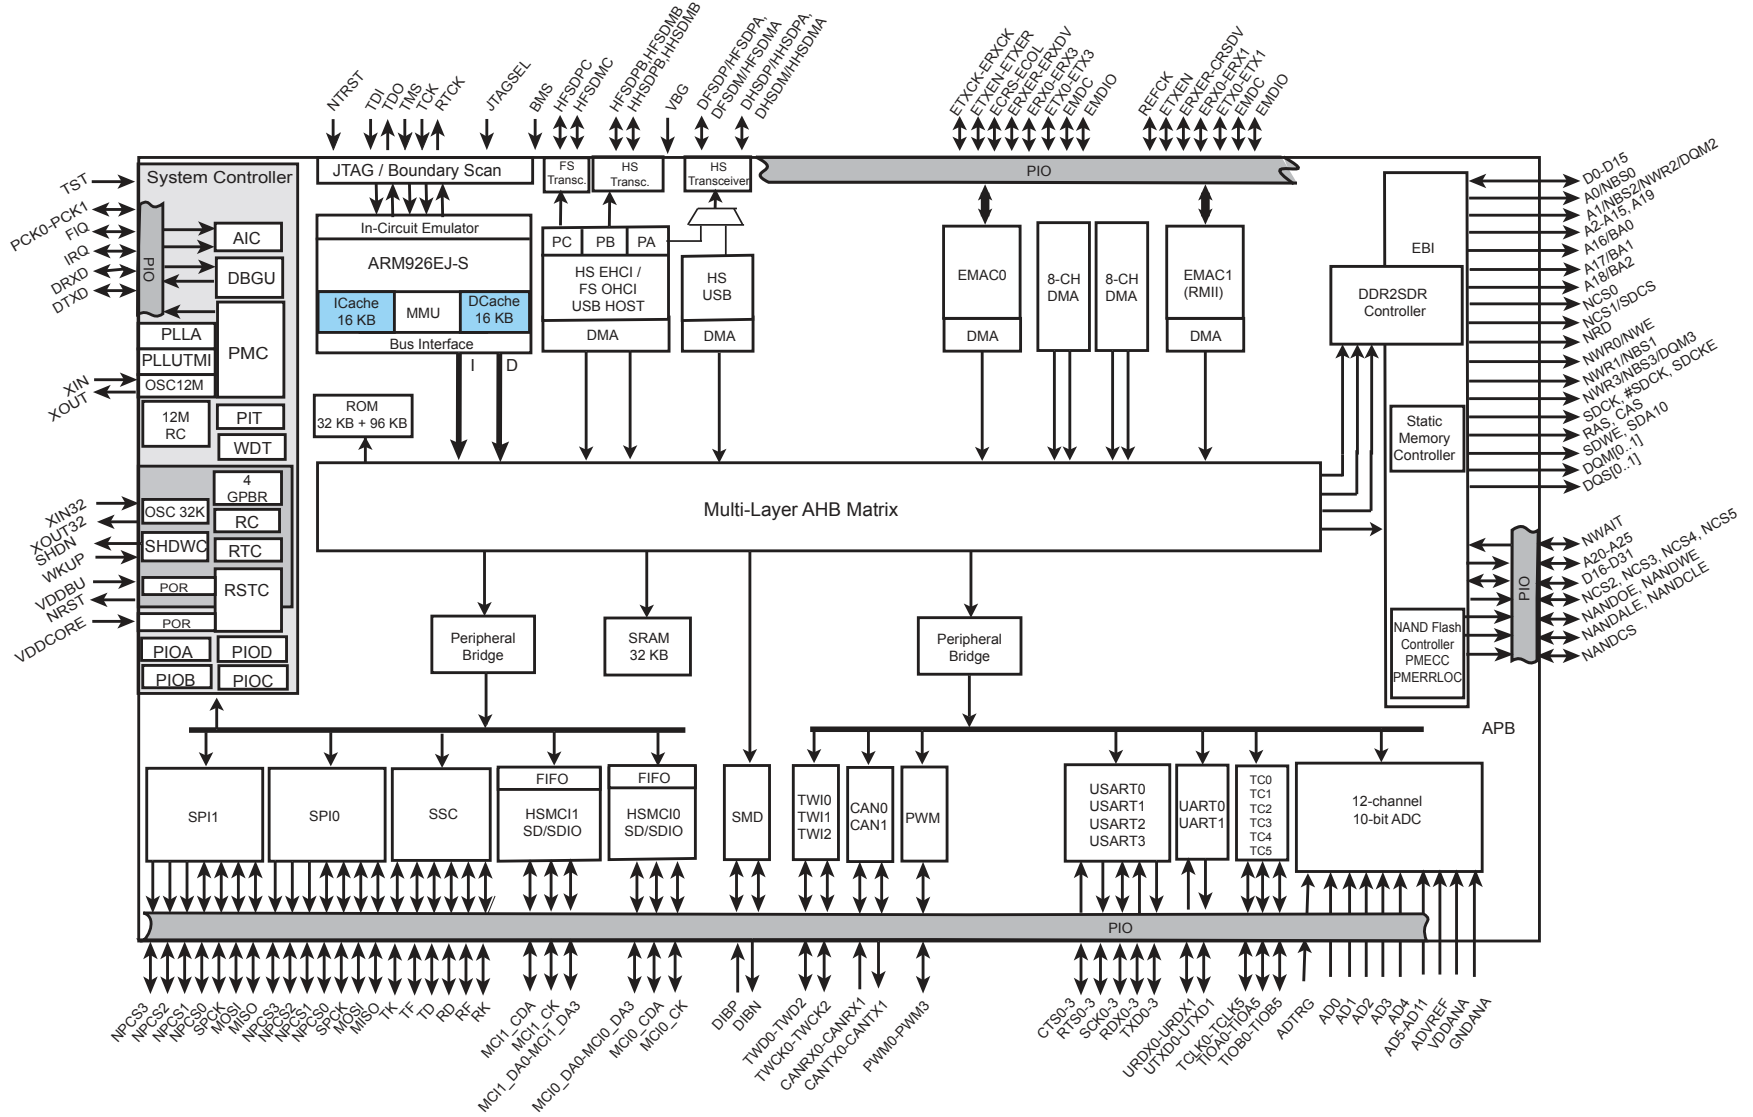 NTRST
TDI
TDO
TMS
TCK
RTCK
JTAGSEL
BMS
HFSDPC
HFSDMC
HFSDPB,HFSDMB
HHSDPB,HHSDMB
VBG
DFSDP/HFSDPA,
DFSDM/HFSDMA
DHSDP/HHSDPA,
DHSDM/HHSDMA
ETXCK-ERXCK
ETXEN-ETXER
ECRS-ECOL
ERXER-ERXDV
ERX0-ERX3
ETX0-ETX3
EMDC
EMDIO
REFCK
ETXEN
ERXER-CRSDV
ERX0-ERX1
ETX0-ETX1
EMDC
EMDIO
TST
PCK0-PCK1
FIQ
IRQ
DRXD
DTXD
XIN
XOUT
XIN32
XOUT32
SHDN
WKUP
VDDBU
NRST
VDDCORE
System Controller
PIO
AIC
DBGU
PLLA
PLLUTMI
OSC12M
PMC
12M
RC
PIT
WDT
4
GPBR
OSC 32K
RC
SHDWC
RTC
POR
RSTC
POR
PIOA
PIOD
PIOB
PIOC
JTAG / Boundary Scan
In-Circuit Emulator
ARM926EJ-S
ICache
16 KB
MMU
DCache
16 KB
Bus Interface
I
D
ROM
32 KB + 96 KB
FS
Transc.
HS
Transc.
HS
Transceiver
PC
PB
PA
HS EHCI /
FS OHCI
USB HOST
DMA
HS
USB
DMA
PIO
EMAC0
DMA
8-CH
DMA
8-CH
DMA
EMAC1
(RMII)
DMA
EBI
DDR2SDR
Controller
Static
Memory
Controller
NAND Flash
Controller
PMECC
PMERRLOC
PIO
D0-D15
A0/NBS0
A1/NBS2/NWR2/DQM2
A2-A15, A19
A16/BA0
A17/BA1
A18/BA2
NCS0
NCS1/SDCS
NRD
NWR0/NWE
NWR1/NBS1
NWR3/NBS3/DQM3
SDCK, #SDCK, SDCKE
RAS, CAS
SDWE, SDA10
DQM[0..1]
DQS[0..1]
NWAIT
A20-A25
D16-D31
NCS2, NCS3, NCS4, NCS5
NANDOE, NANDWE
NANDALE, NANDCLE
NANDCS
Multi-Layer AHB Matrix
Peripheral
Bridge
SRAM
32 KB
Peripheral
Bridge
APB
SPI1
SPI0
SSC
FIFO
HSMCI1
SD/SDIO
FIFO
HSMCI0
SD/SDIO
SMD
TWI0
TWI1
TWI2
CAN0
CAN1
PWM
USART0
USART1
USART2
USART3
UART0
UART1
TC0
TC1
TC2
TC3
TC4
TC5
12-channel
10-bit ADC
PIO
NPCS3
NPCS2
NPCS1
NPCS0
SPCK
MOSI
MISO
NPCS3
NPCS2
NPCS1
NPCS0
SPCK
MOSI
MISO
TK
TF
TD
RD
RF
RK
MCI1_CDA
MCI1_CK
MCI1_DA0-MCI1_DA3
MCI0_DA0-MCI0_DA3
MCI0_CDA
MCI0_CK
DIBP
DIBN
TWD0-TWD2
TWCK0-TWCK2
CANRX0-CANRX1
CANTX0-CANTX1
PWM0-PWM3
CTS0-3
RTS0-3
SCK0-3
RDX0-3
TXD0-3
URDX0-URDX1
UTXD0-UTXD1
TCLK0-TCLK5
TIOA0-TIOA5
TIOB0-TIOB5
ADTRG
AD0
AD1
AD2
AD3
AD4
AD5-AD11
ADVREF
VDDANA
GNDANA